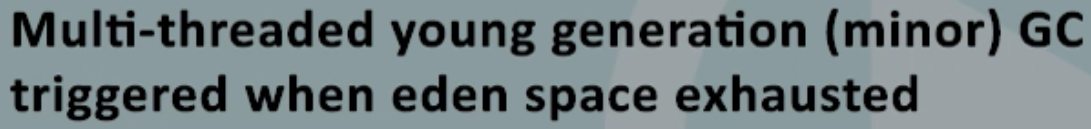 Multi-threaded young generation (minor) GC
triggered when eden space exhausted